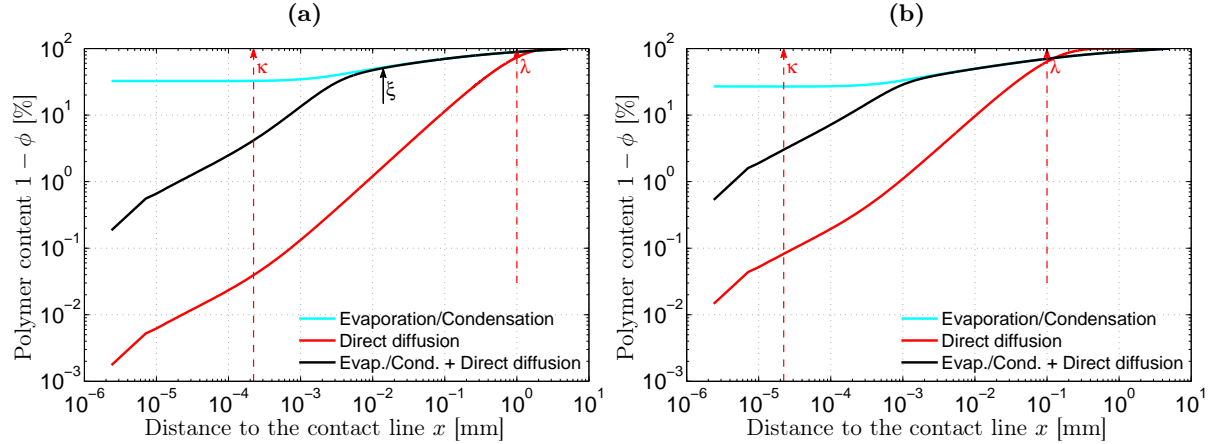 (a)
Polymer content 1 − ϕ [%]
10^2
10^1
10^0
10^-1
10^-2
10^-3
κ
ξ
λ
Evaporation/Condensation
Direct diffusion
Evap./Cond. + Direct diffusion
10^-6 10^-5 10^-4 10^-3 10^-2 10^-1 10^0 10^1
Distance to the contact line x [mm]
(b)
Polymer content 1 − ϕ [%]
10^2
10^1
10^0
10^-1
10^-2
10^-3
κ
λ
Evaporation/Condensation
Direct diffusion
Evap./Cond. + Direct diffusion
10^-6 10^-5 10^-4 10^-3 10^-2 10^-1 10^0 10^1
Distance to the contact line x [mm]